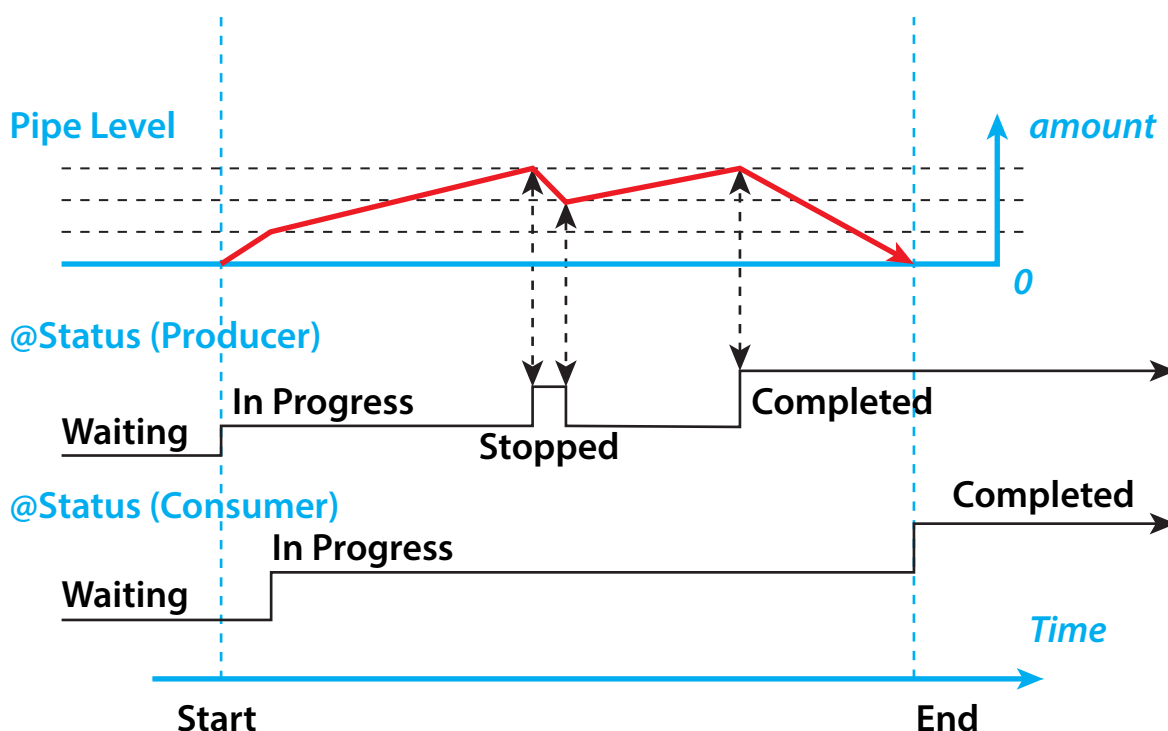 Pipe Level
amount
0
@Status (Producer)
In Progress
Completed
Waiting
Stopped
@Status (Consumer)
Completed
In Progress
Waiting
Time
Start
End